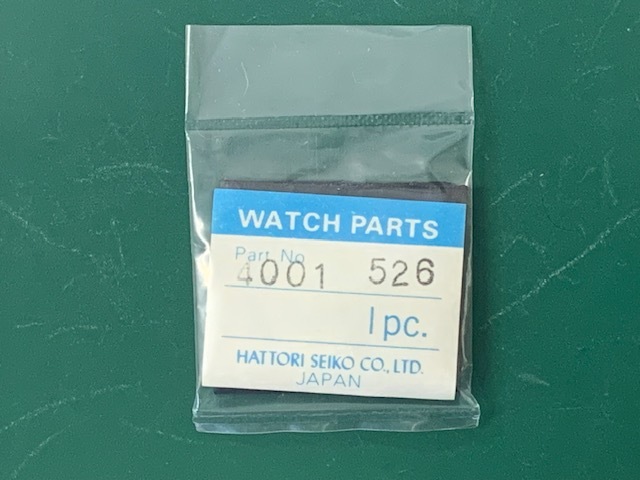 WATCH PARTS
Part No
4001 526
1pc.
HATTORI SEIKO CO., LTD.
JAPAN